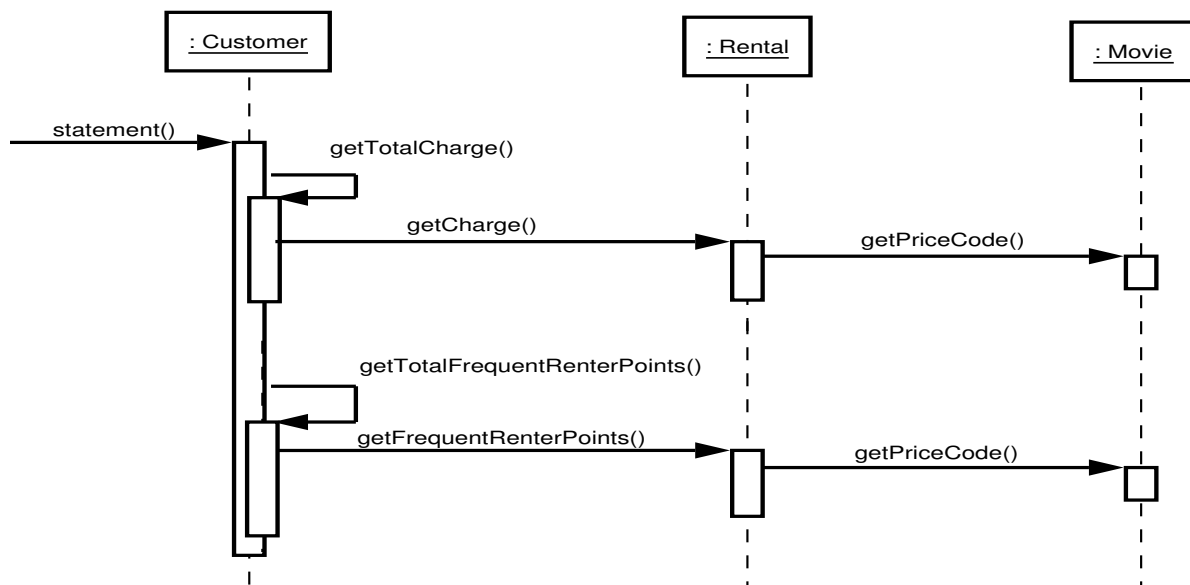 : Customer
: Rental
: Movie
statement()
getTotalCharge()
getCharge()
getPriceCode()
getTotalFrequentRenterPoints()
getFrequentRenterPoints()
getPriceCode()